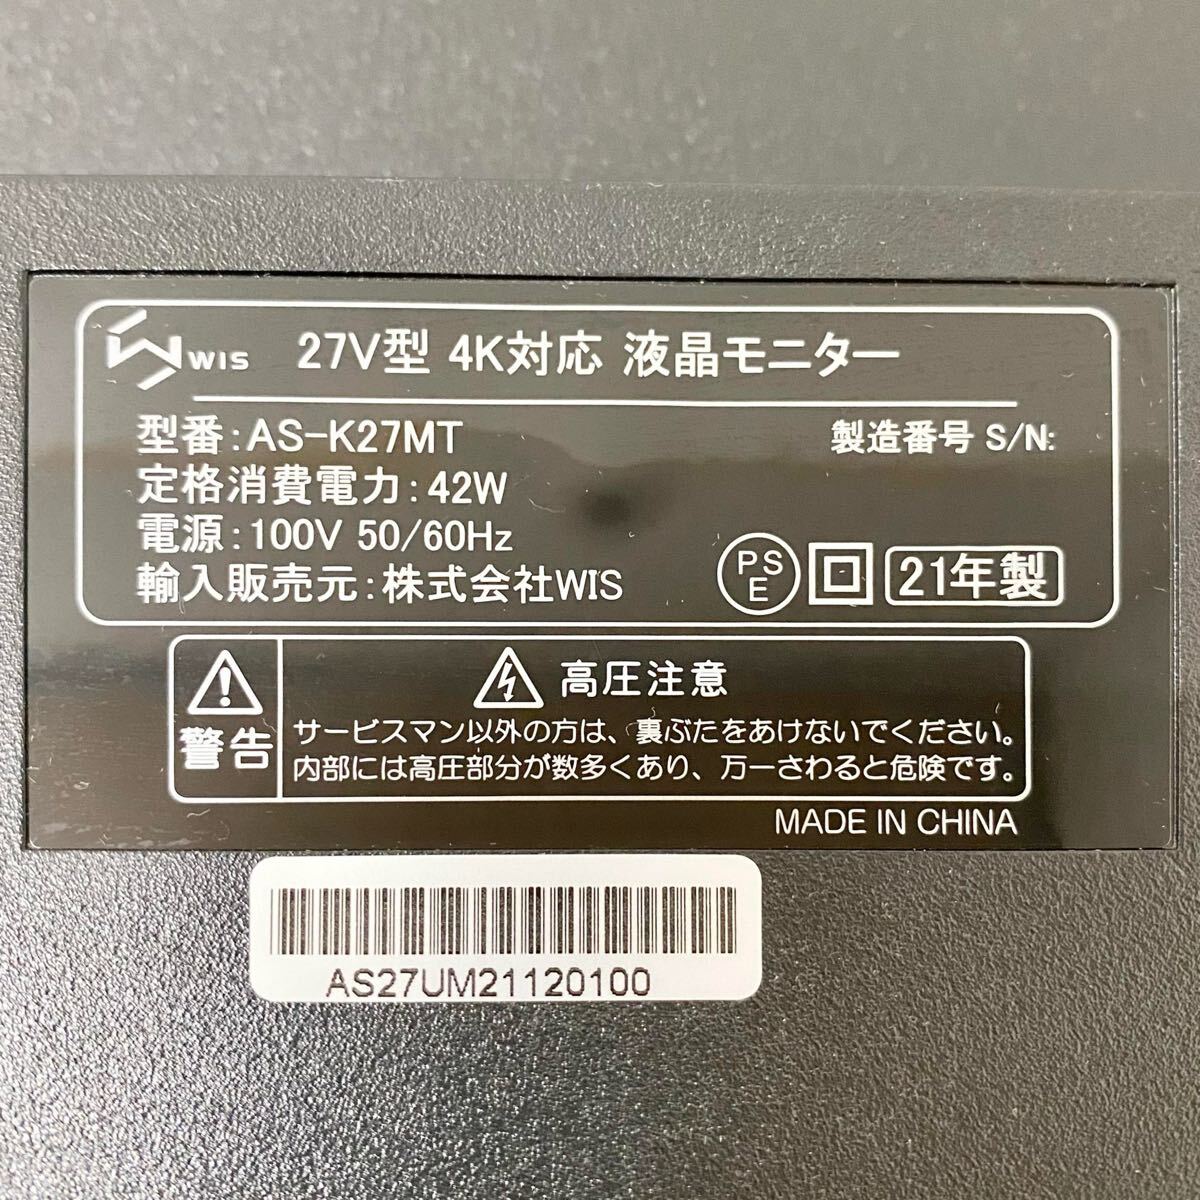 WIS 27V型 4K対応 液晶モニター
型番:AS-K27MT
製造番号 S/N:
定格消費電力:42W
電源:100V 50/60Hz
輸入販売元:株式会社WIS
PS
E
21年製
警告
高圧注意
サービスマン以外の方は、裏ぶたをあけないでください。
内部には高圧部分が数多くあり、万一さわると危険です。
MADE IN CHINA
AS27UM21120100